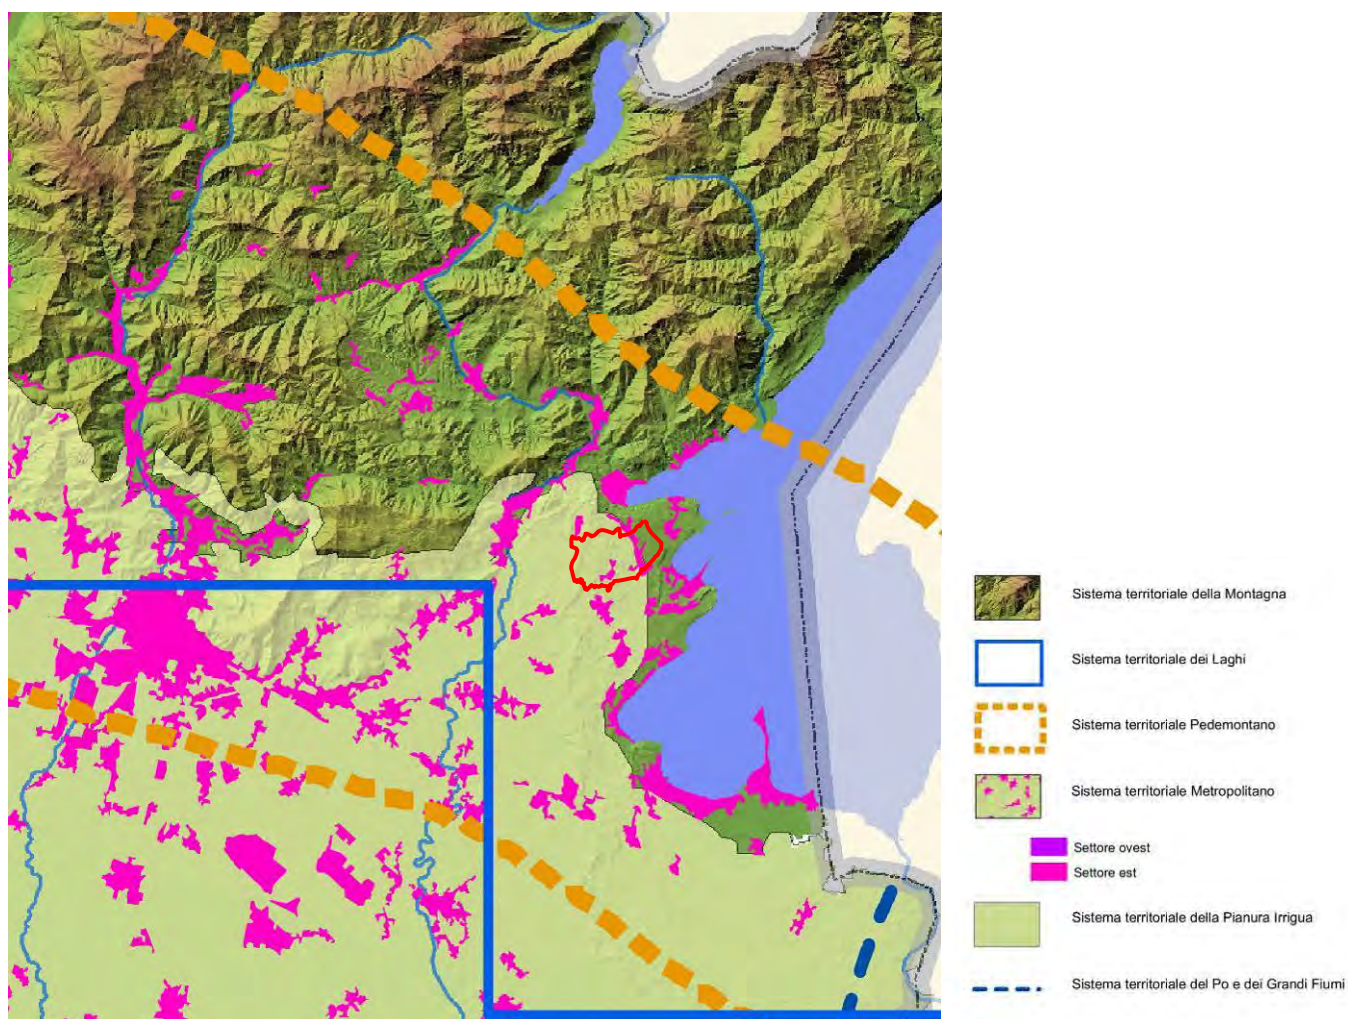 Sistema territoriale della Montagna
Sistema territoriale dei Laghi
Sistema territoriale Pedemontano
Sistema territoriale Metropolitano
Settore ovest
Settore est
Sistema territoriale della Pianura Irrigua
Sistema territoriale del Po e dei Grandi Fiumi